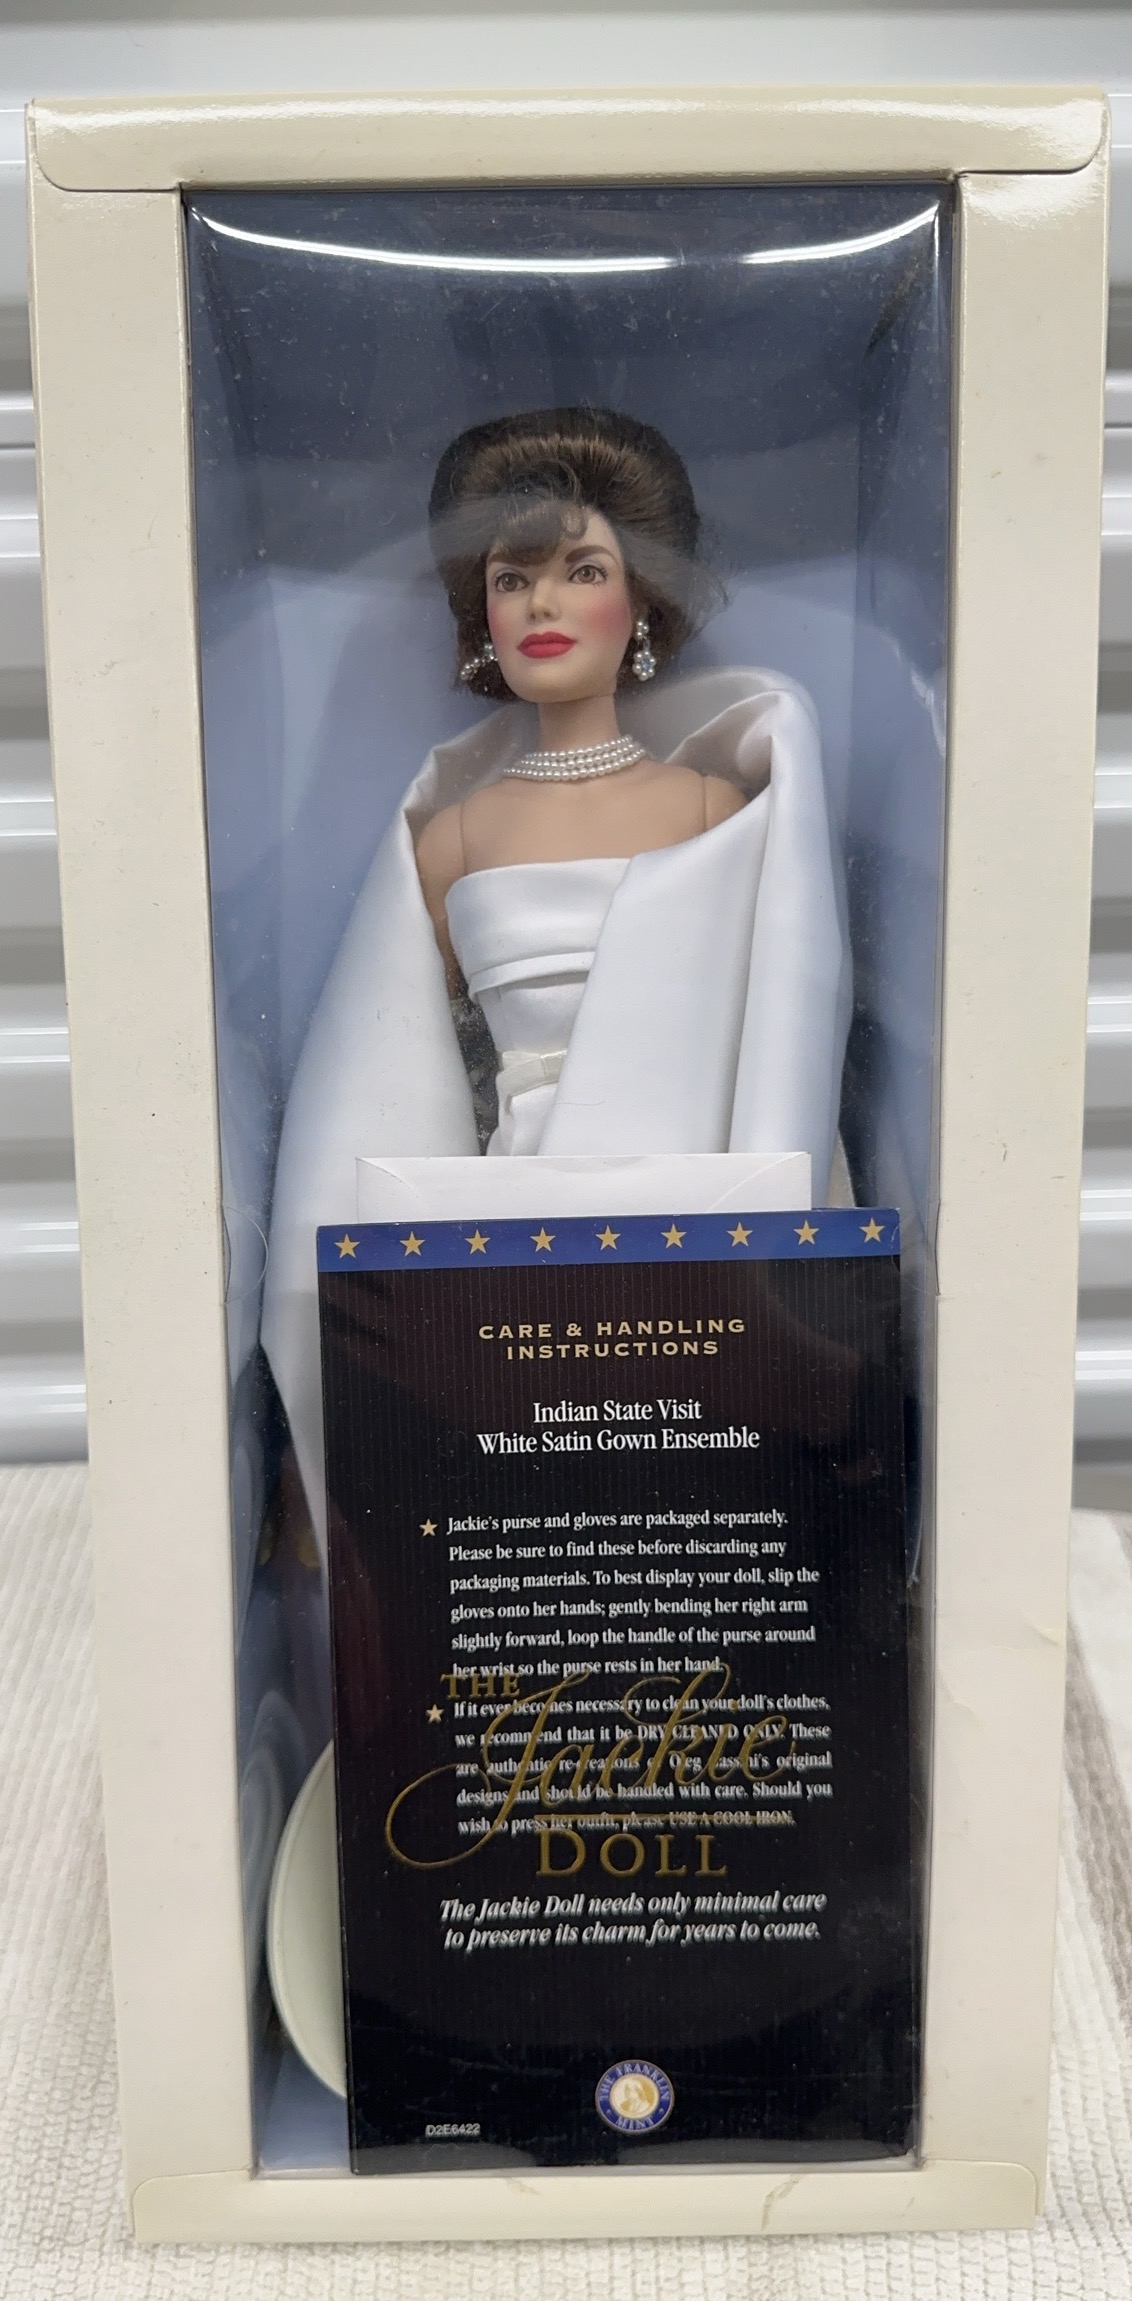 CARE & HANDLING
INSTRUCTIONS
Indian State Visit
White Satin Gown Ensemble
Jackie's purse and gloves are packaged separately.
Please be sure to find these before discarding any
packaging materials. To best display your doll, slip the
gloves onto her hands; gently bending her right arm
slightly forward, loop the handle of the purse around
her wrist so the purse rests in her hand.
If it ever becomes necessary to clean your doll's clothes,
we recommend that it be DRY CLEANED ONLY. These
are authentic re-creations of Oleg Cassini's original
designs and should be handled with care. Should you
wish to press her outfit, please USE A COOL IRON.
THE
Jackie
DOLL
The Jackie Doll needs only minimal care
to preserve its charm for years to come.
THE FRANKLIN
MINT
D2E6422